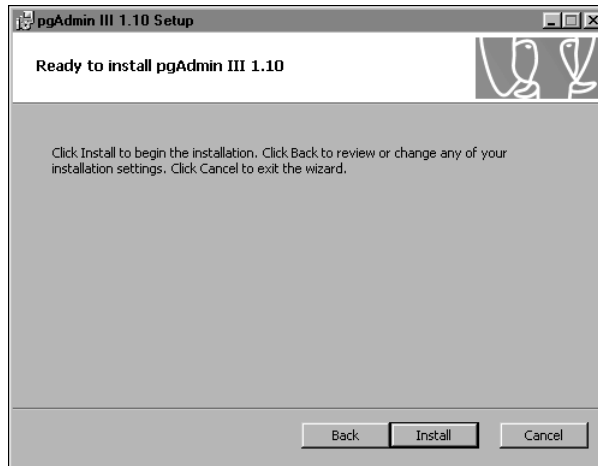 pgAdmin III 1.10 Setup
Ready to install pgAdmin III 1.10
Click Install to begin the installation. Click Back to review or change any of your
installation settings. Click Cancel to exit the wizard.
Back Install Cancel